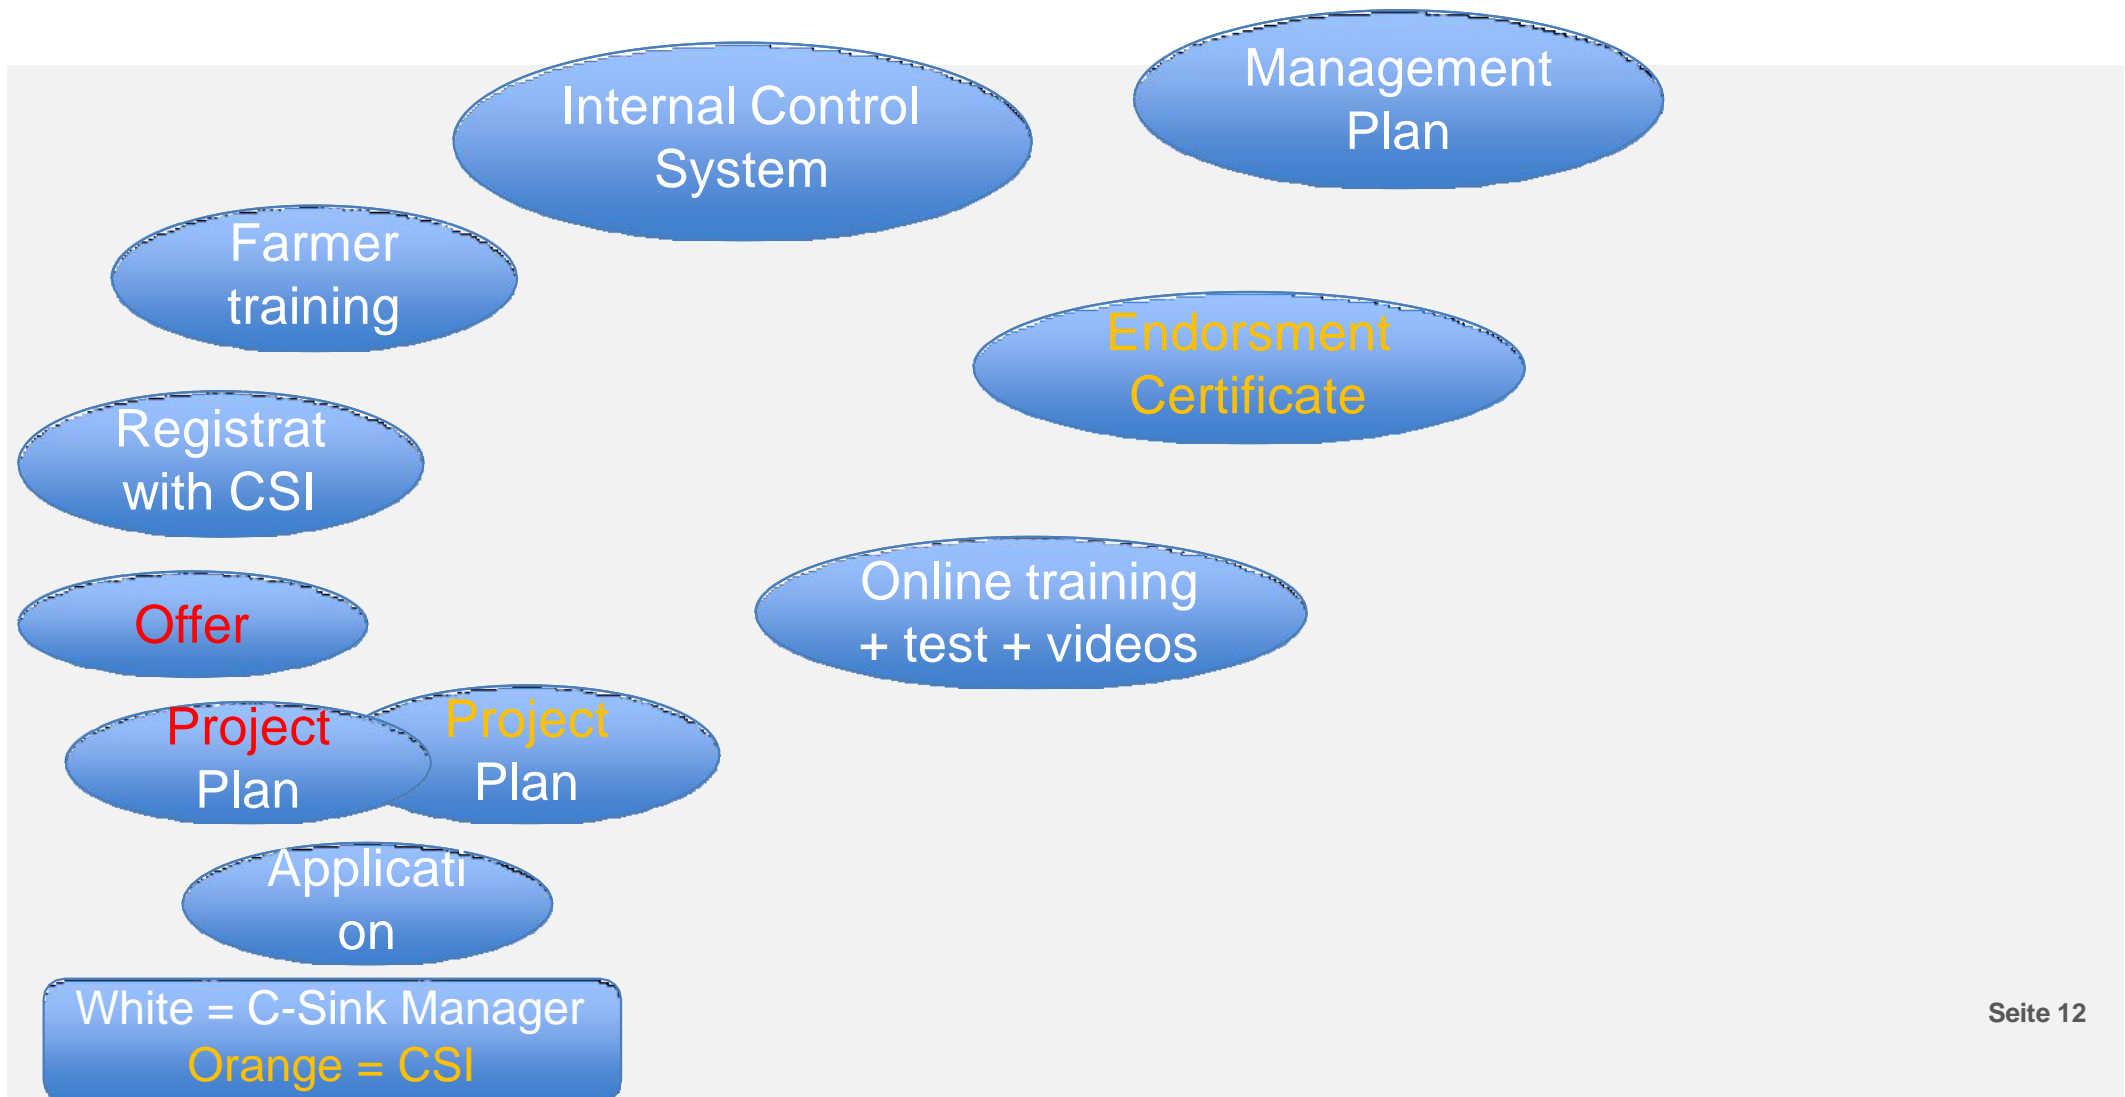 Management
Plan
Internal Control
System
Farmer
training
Endorsment
Certificate
Registrat
with CSI
Online training
+ test + videos
Offer
Project
Plan
Project
Plan
Applicati
on
White = C-Sink Manager
Orange = CSI
Seite 12